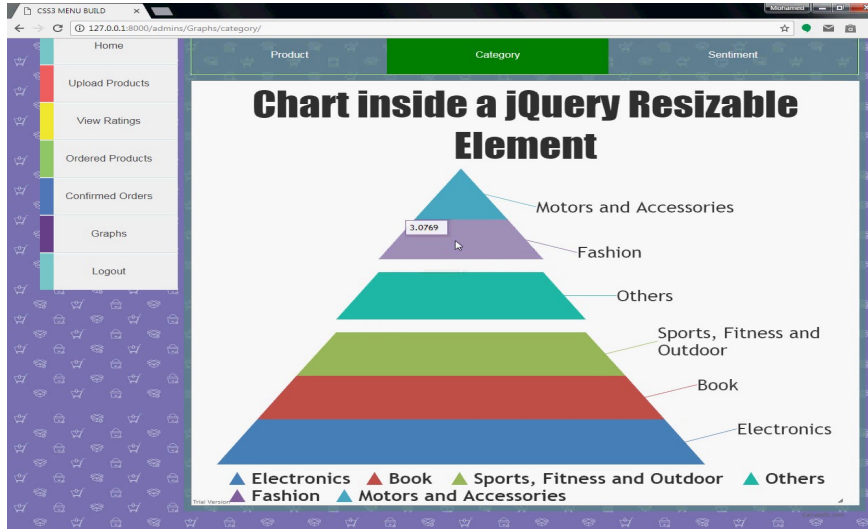 CSS3 MENU BUILD
Mohamed
127.0.0.1:8000/admins/Graphs/category/
Home
Upload Products
View Ratings
Ordered Products
Confirmed Orders
Graphs
Logout
Product Category Sentiment
Chart inside a jQuery Resizable
Element
Motors and Accessories
3.0769
Fashion
Others
Sports, Fitness and
Outdoor
Book
Electronics
Electronics Book Sports, Fitness and Outdoor Others
Fashion Motors and Accessories
Trial Version